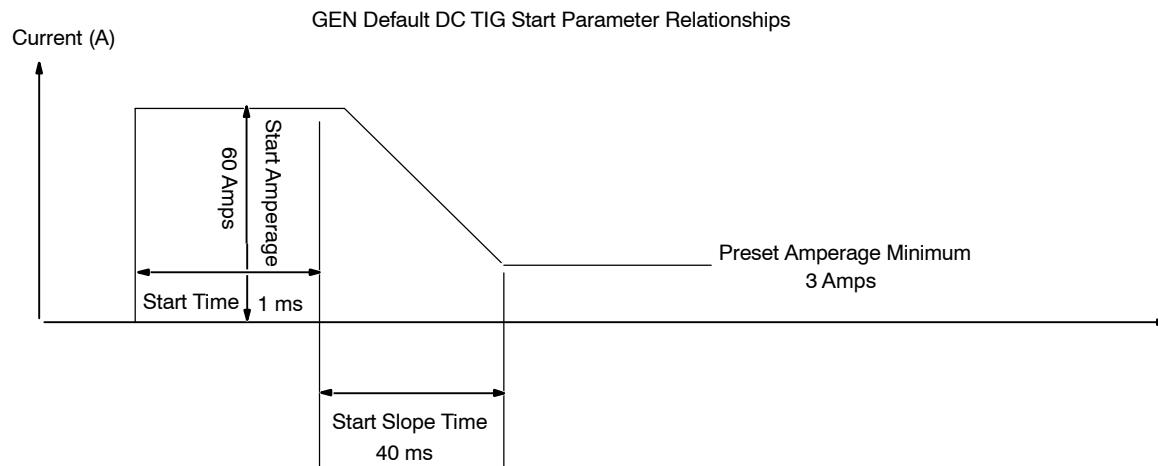 GEN Default DC TIG Start Parameter Relationships
Current (A)
Start Amperage
60 Amps
Preset Amperage Minimum
3 Amps
Start Time
1 ms
Start Slope Time
40 ms